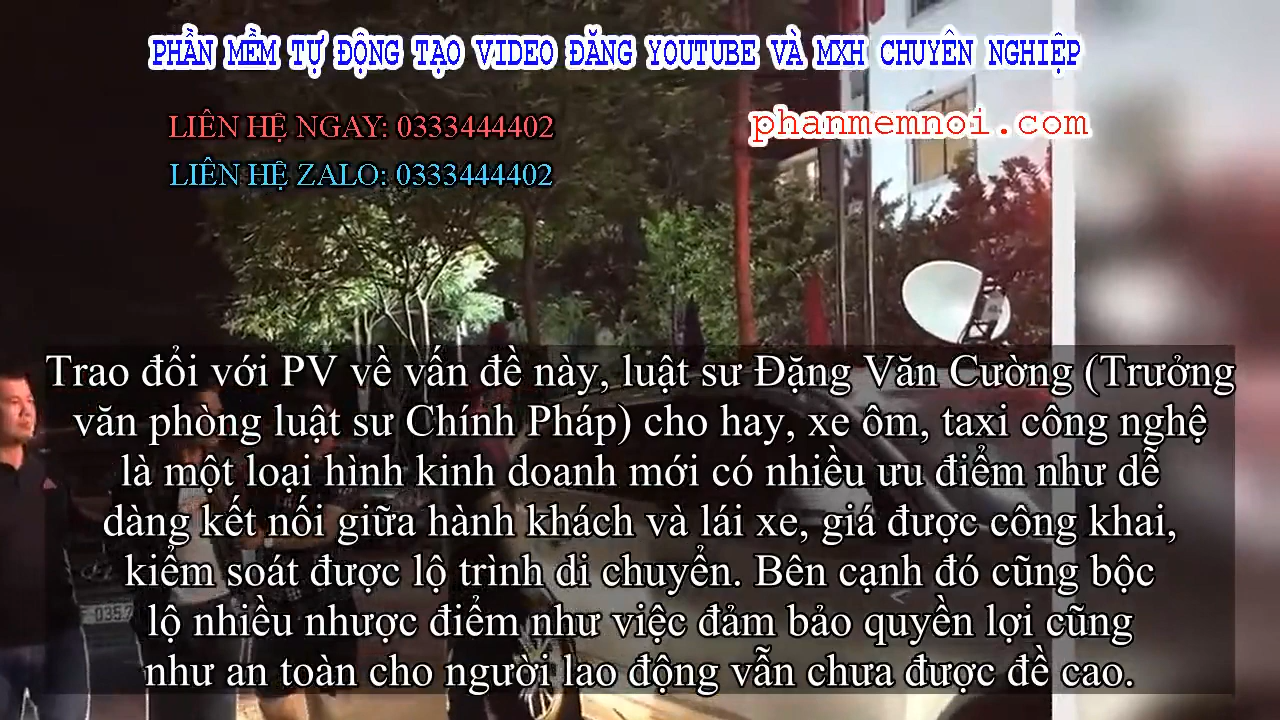 PHẦN MỀM TỰ ĐỘNG TẠO VIDEO ĐĂNG YOUTUBE VÀ MXH CHUYÊN NGHIỆP
LIÊN HỆ NGAY: 0333444402
phanmemnoi.com
LIÊN HỆ ZALO: 0333444402
Trao đổi với PV về vấn đề này, luật sư Đặng Văn Cường (Trưởng
văn phòng luật sư Chính Pháp) cho hay, xe ôm, taxi công nghệ
là một loại hình kinh doanh mới có nhiều ưu điểm như dễ
dàng kết nối giữa hành khách và lái xe, giá được công khai,
kiểm soát được lộ trình di chuyển. Bên cạnh đó cũng bộc
lộ nhiều nhược điểm như việc đảm bảo quyền lợi cũng
như an toàn cho người lao động vẫn chưa được đề cao.